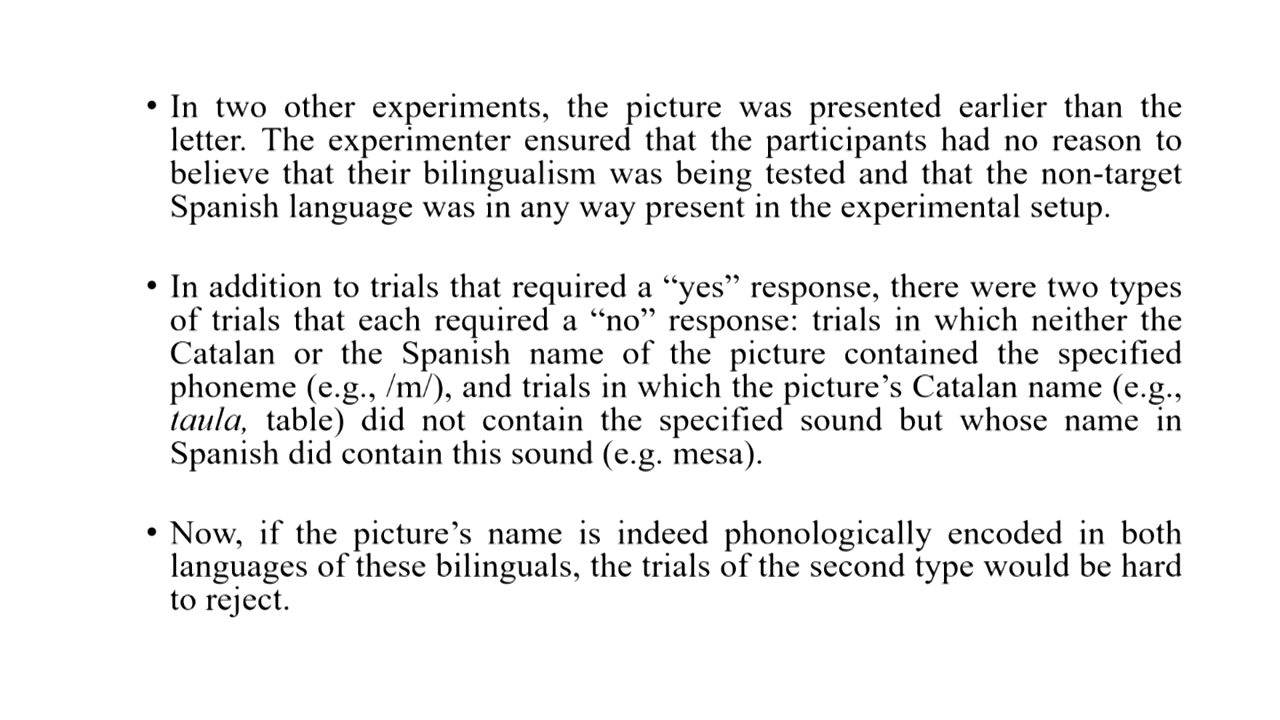 • In two other experiments, the picture was presented earlier than the
letter. The experimenter ensured that the participants had no reason to
believe that their bilingualism was being tested and that the non-target
Spanish language was in any way present in the experimental setup.
• In addition to trials that required a “yes” response, there were two types
of trials that each required a “no” response: trials in which neither the
Catalan or the Spanish name of the picture contained the specified
phoneme (e.g., /m/), and trials in which the picture’s Catalan name (e.g.,
taula, table) did not contain the specified sound but whose name in
Spanish did contain this sound (e.g. mesa).
• Now, if the picture’s name is indeed phonologically encoded in both
languages of these bilinguals, the trials of the second type would be hard
to reject.